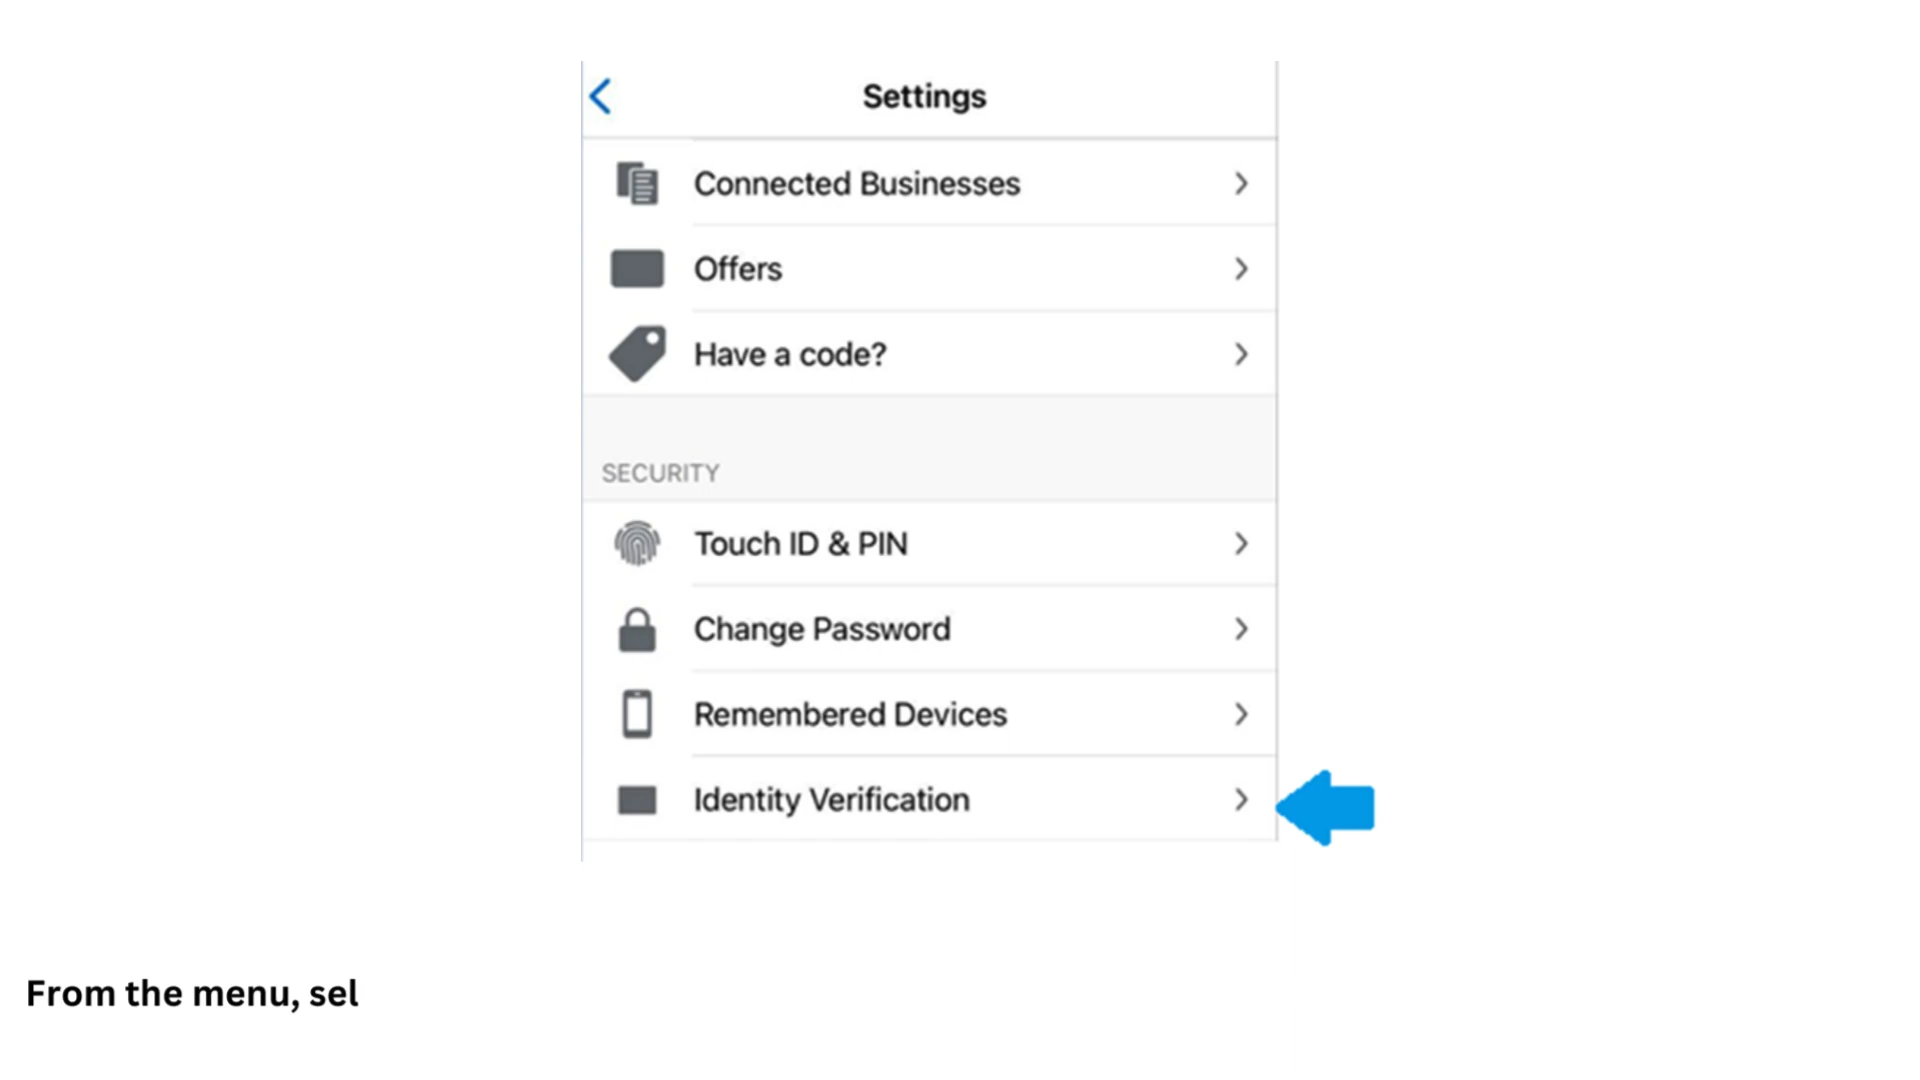 Settings
Connected Businesses
Offers
Have a code?
SECURITY
Touch ID & PIN
Change Password
Remembered Devices
Identity Verification
From the menu, sel